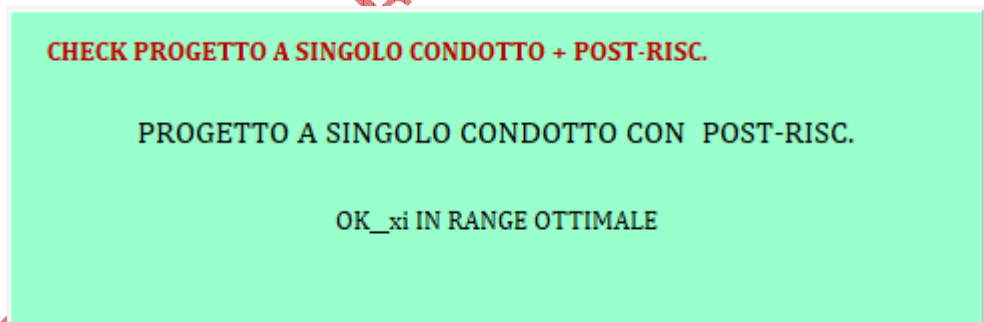 CHECK PROGETTO A SINGOLO CONDOTTO + POST-RISC.
PROGETTO A SINGOLO CONDOTTO CON POST-RISC.
OK_xi IN RANGE OTTIMALE